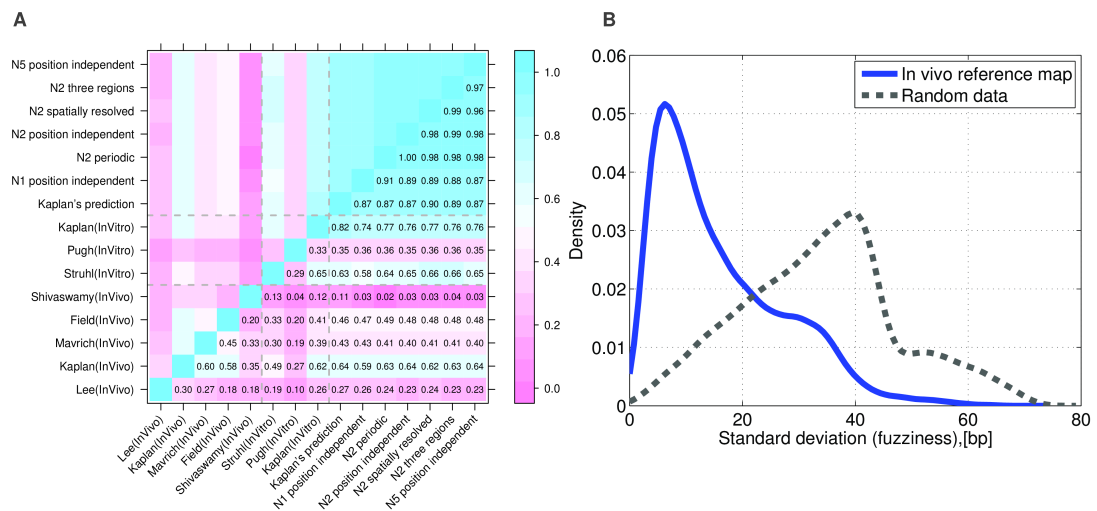 A
N5 position independent
N2 three regions 0.97
N2 spatially resolved 0.99 0.96
N2 position independent 0.98 0.99 0.98
N2 periodic 1.00 0.98 0.98 0.98
N1 position independent 0.91 0.89 0.89 0.88 0.87
Kaplan's prediction 0.87 0.87 0.87 0.90 0.89 0.87
Kaplan(InVitro) 0.82 0.74 0.77 0.76 0.77 0.76 0.76
Pugh(InVitro) 0.33 0.35 0.36 0.36 0.35 0.36 0.36 0.35
Struhl(InVitro) 0.29 0.65 0.63 0.58 0.64 0.65 0.66 0.66 0.65
Shivaswamy(InVivo) 0.13 0.04 0.12 0.11 0.03 0.02 0.03 0.03 0.04 0.03
Field(InVivo) 0.20 0.33 0.20 0.41 0.46 0.47 0.49 0.48 0.48 0.48 0.48
Mavrich(InVivo) 0.45 0.33 0.30 0.19 0.39 0.43 0.43 0.41 0.40 0.41 0.41 0.40
Kaplan(InVivo) 0.60 0.58 0.35 0.49 0.27 0.62 0.64 0.59 0.63 0.64 0.62 0.63 0.64
Lee(InVivo) 0.30 0.27 0.18 0.18 0.19 0.10 0.26 0.27 0.26 0.24 0.23 0.24 0.23 0.23
Lee(InVivo)
Kaplan(InVivo)
Mavrich(InVivo)
Field(InVivo)
Shivaswamy(InVivo)
Struhl(InVitro)
Pugh(InVitro)
Kaplan(InVitro)
Kaplan's prediction
N1 position independent
N2 periodic
N2 position independent
N2 spatially resolved
N2 three regions
N5 position independent
1.0
0.8
0.6
0.4
0.2
0.0
B
0.06
0.05
0.04
0.03
0.02
0.01
0
Density
In vivo reference map
Random data
0 20 40 60 80
Standard deviation (fuzziness),[bp]